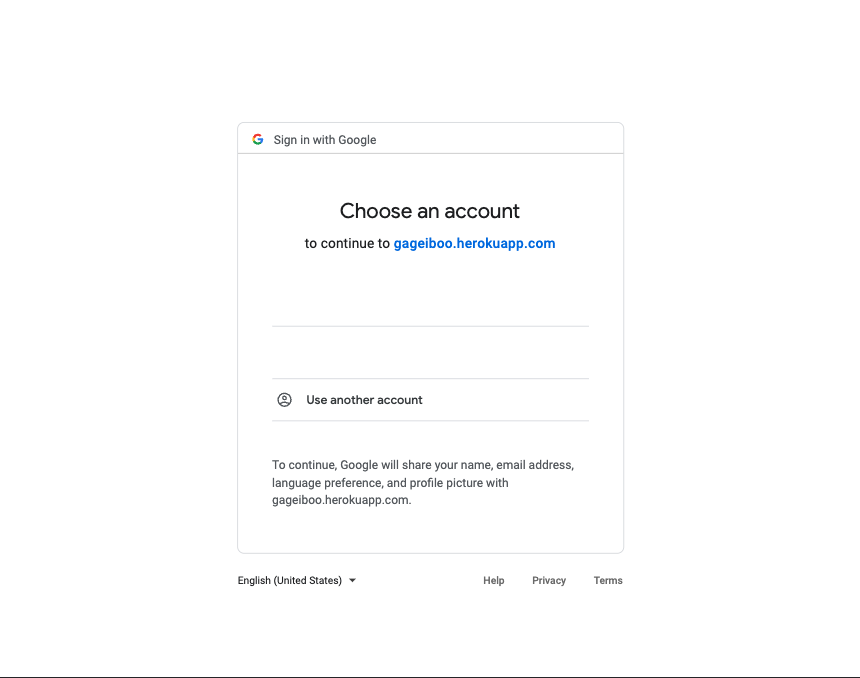 Sign in with Google
Choose an account
to continue to gageiboo.herokuapp.com
Use another account
To continue, Google will share your name, email address,
language preference, and profile picture with
gageiboo.herokuapp.com.
English (United States)
Help
Privacy
Terms